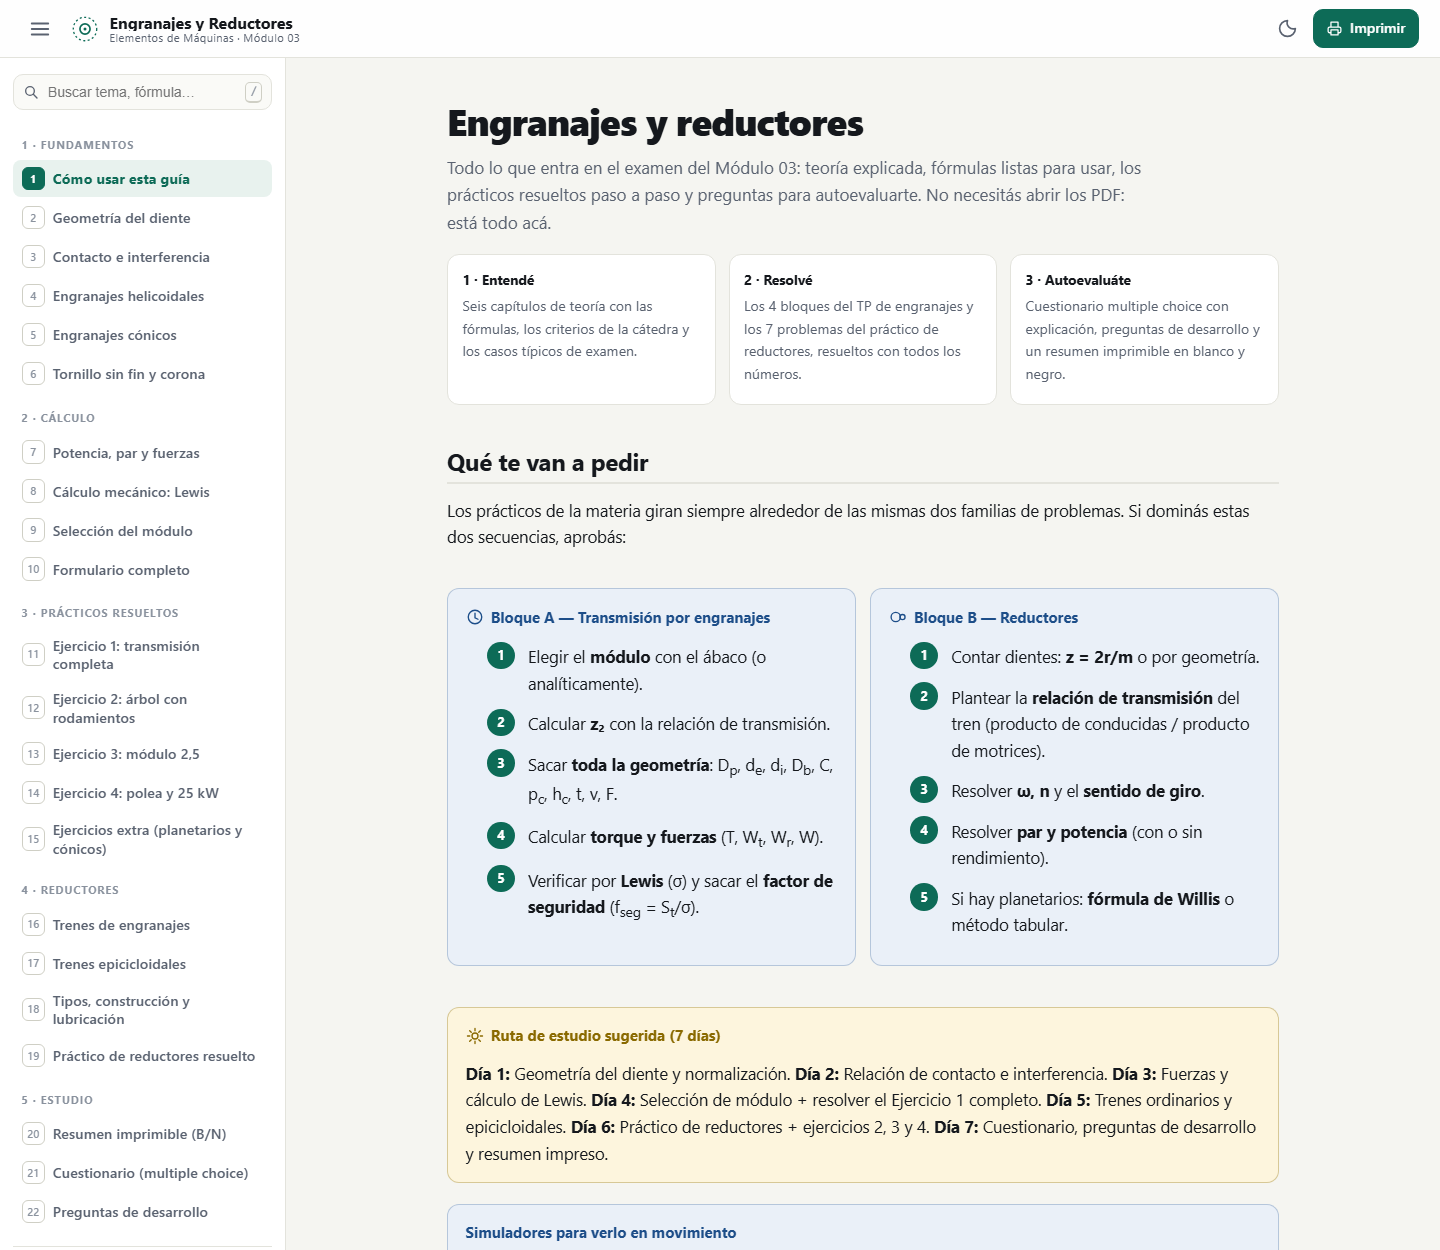 Engranajes y Reductores
Elementos de Máquinas · Módulo 03
Imprimir
Buscar tema, fórmula…
/
1 · FUNDAMENTOS
1 Cómo usar esta guía
2 Geometría del diente
3 Contacto e interferencia
4 Engranajes helicoidales
5 Engranajes cónicos
6 Tornillo sin fin y corona
2 · CÁLCULO
7 Potencia, par y fuerzas
8 Cálculo mecánico: Lewis
9 Selección del módulo
10 Formulario completo
3 · PRÁCTICOS RESUELTOS
11 Ejercicio 1: transmisión
completa
12 Ejercicio 2: árbol con
rodamientos
13 Ejercicio 3: módulo 2,5
14 Ejercicio 4: polea y 25 kW
15 Ejercicios extra (planetarios y
cónicos)
4 · REDUCTORES
16 Trenes de engranajes
17 Trenes epicicloidales
18 Tipos, construcción y
lubricación
19 Práctico de reductores resuelto
5 · ESTUDIO
20 Resumen imprimible (B/N)
21 Cuestionario (multiple choice)
22 Preguntas de desarrollo
Engranajes y reductores
Todo lo que entra en el examen del Módulo 03: teoría explicada, fórmulas listas para usar, los
prácticos resueltos paso a paso y preguntas para autoevaluarte. No necesitás abrir los PDF:
está todo acá.
1 · Entendé
Seis capítulos de teoría con las
fórmulas, los criterios de la cátedra y
los casos típicos de examen.
2 · Resolvé
Los 4 bloques del TP de engranajes y
los 7 problemas del práctico de
reductores, resueltos con todos los
números.
3 · Autoevaluáte
Cuestionario multiple choice con
explicación, preguntas de desarrollo y
un resumen imprimible en blanco y
negro.
Qué te van a pedir
Los prácticos de la materia giran siempre alrededor de las mismas dos familias de problemas. Si dominás estas
dos secuencias, aprobás:
Bloque A — Transmisión por engranajes
1 Elegir el módulo con el ábaco (o
analíticamente).
2 Calcular z₂ con la relación de transmisión.
3 Sacar toda la geometría: Dp, de, di, Db, C,
pc, hc, t, v, F.
4 Calcular torque y fuerzas (T, Wt, Wr, W).
5 Verificar por Lewis (σ) y sacar el factor de
seguridad (fseg = St/σ).
Bloque B — Reductores
1 Contar dientes: z = 2r/m o por geometría.
2 Plantear la relación de transmisión del
tren (producto de conducidas / producto
de motrices).
3 Resolver ω, n y el sentido de giro.
4 Resolver par y potencia (con o sin
rendimiento).
5 Si hay planetarios: fórmula de Willis o
método tabular.
Ruta de estudio sugerida (7 días)
Día 1: Geometría del diente y normalización. Día 2: Relación de contacto e interferencia. Día 3: Fuerzas y
cálculo de Lewis. Día 4: Selección de módulo + resolver el Ejercicio 1 completo. Día 5: Trenes ordinarios y
epicicloidales. Día 6: Práctico de reductores + ejercicios 2, 3 y 4. Día 7: Cuestionario, preguntas de desarrollo
y resumen impreso.
Simuladores para verlo en movimiento